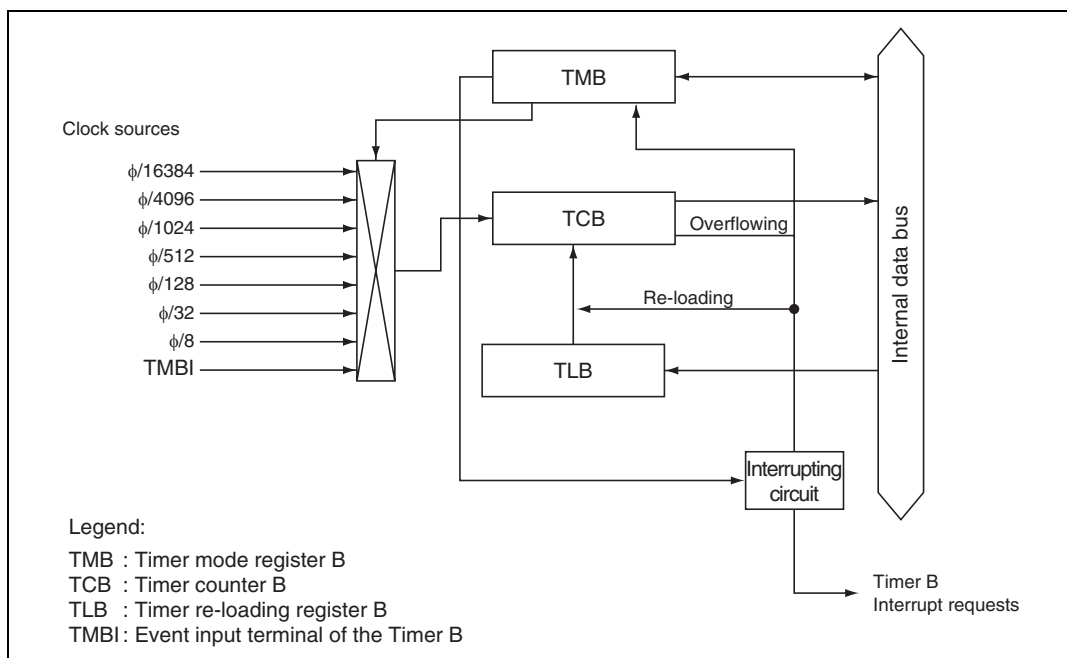 TMB
Clock sources
ϕ/16384
ϕ/4096
ϕ/1024
ϕ/512
ϕ/128
ϕ/32
ϕ/8
TMBI
TCB
Overflowing
Re-loading
TLB
Internal data bus
Interrupting
circuit
Timer B
Interrupt requests
Legend:
TMB : Timer mode register B
TCB : Timer counter B
TLB : Timer re-loading register B
TMBI : Event input terminal of the Timer B